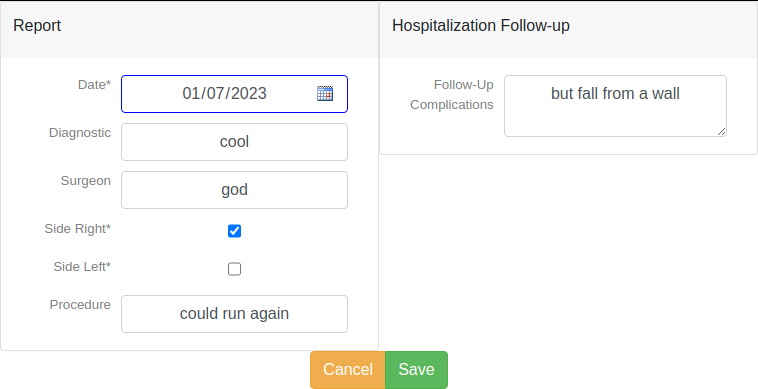 Report
Date*
01/07/2023
Diagnostic
cool
Surgeon
god
Side Right*
Side Left*
Procedure
could run again
Hospitalization Follow-up
Follow-Up
Complications
but fall from a wall
Cancel
Save